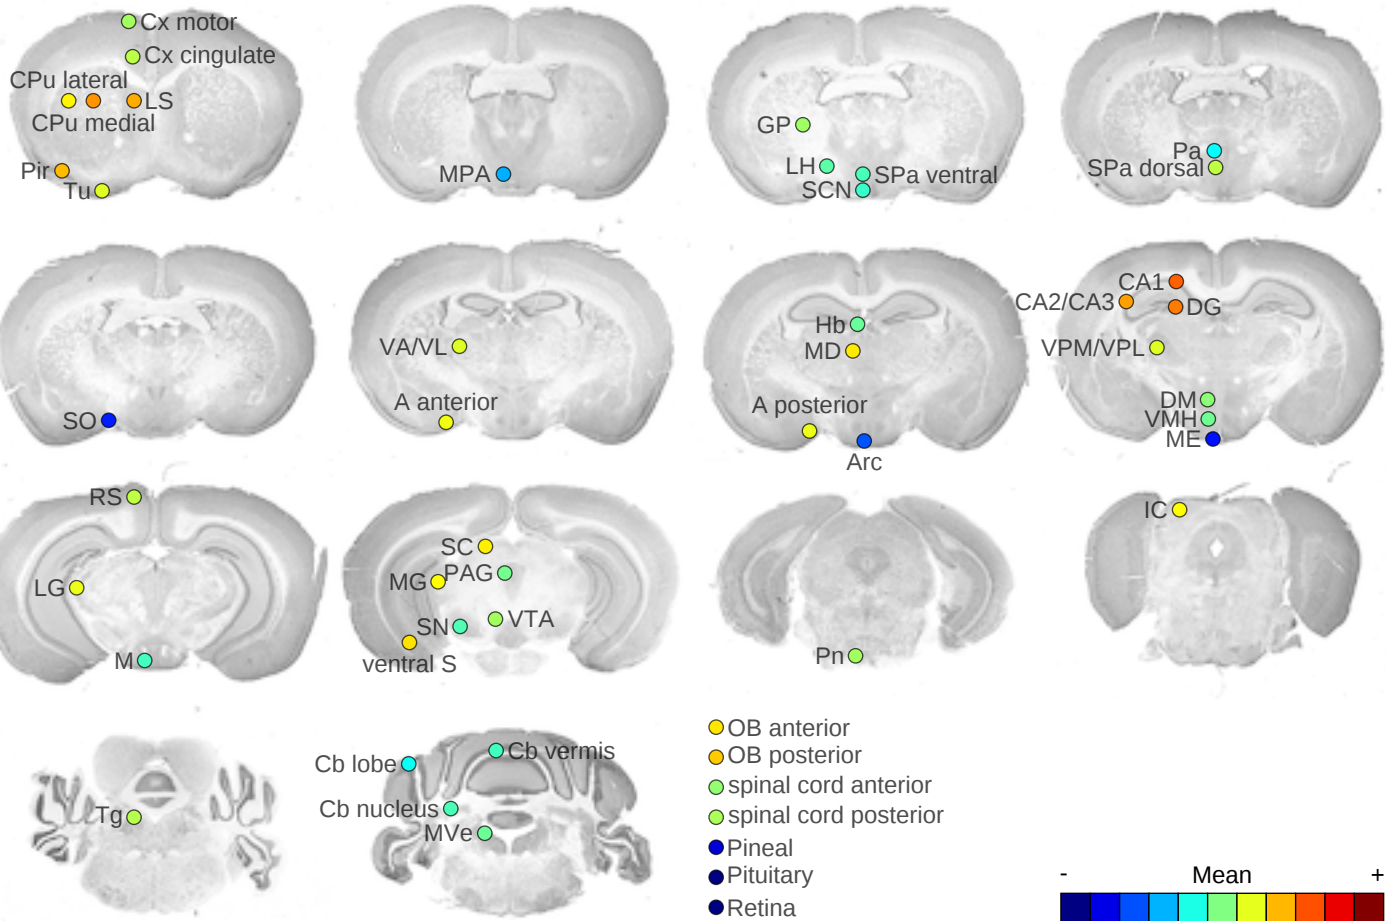 Cx motor
Cx cingulate
CPu lateral
LS
CPu medial
Pir
Tu
MPA
GP
LH
SPa ventral
SCN
Pa
SPa dorsal
SO
VA/VL
A anterior
Hb
MD
A posterior
Arc
CA1
CA2/CA3
DG
VPM/VPL
DM
VMH
ME
RS
LG
M
SC
MG
PAG
SN
VTA
ventral S
Pn
IC
Tg
Cb vermis
Cb lobe
Cb nucleus
MVe
OB anterior
OB posterior
spinal cord anterior
spinal cord posterior
Pineal
Pituitary
Retina
- Mean +